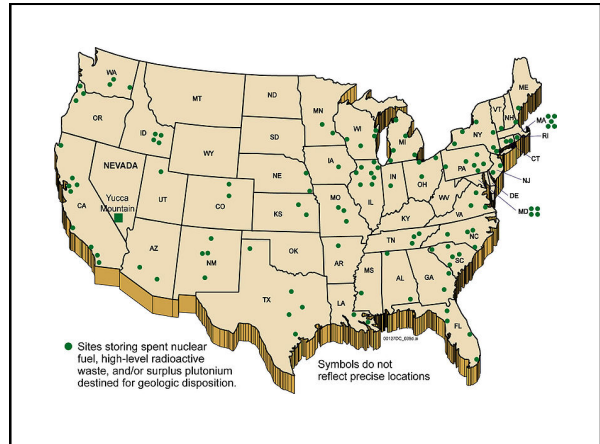 WA
MT
ND
MN
ME
VT
NH
OR
ID
SD
WI
MI
NY
MA
RI
CT
WY
IA
NE
NEVADA
Yucca
Mountain
UT
CO
KS
MO
IL
IN
OH
PA
NJ
DE
MD
WV
VA
KY
CA
AZ
NM
OK
AR
TN
NC
SC
TX
LA
MS
AL
GA
FL
Sites storing spent nuclear
fuel, high-level radioactive
waste, and/or surplus plutonium
destined for geologic disposition.
Symbols do not
reflect precise locations